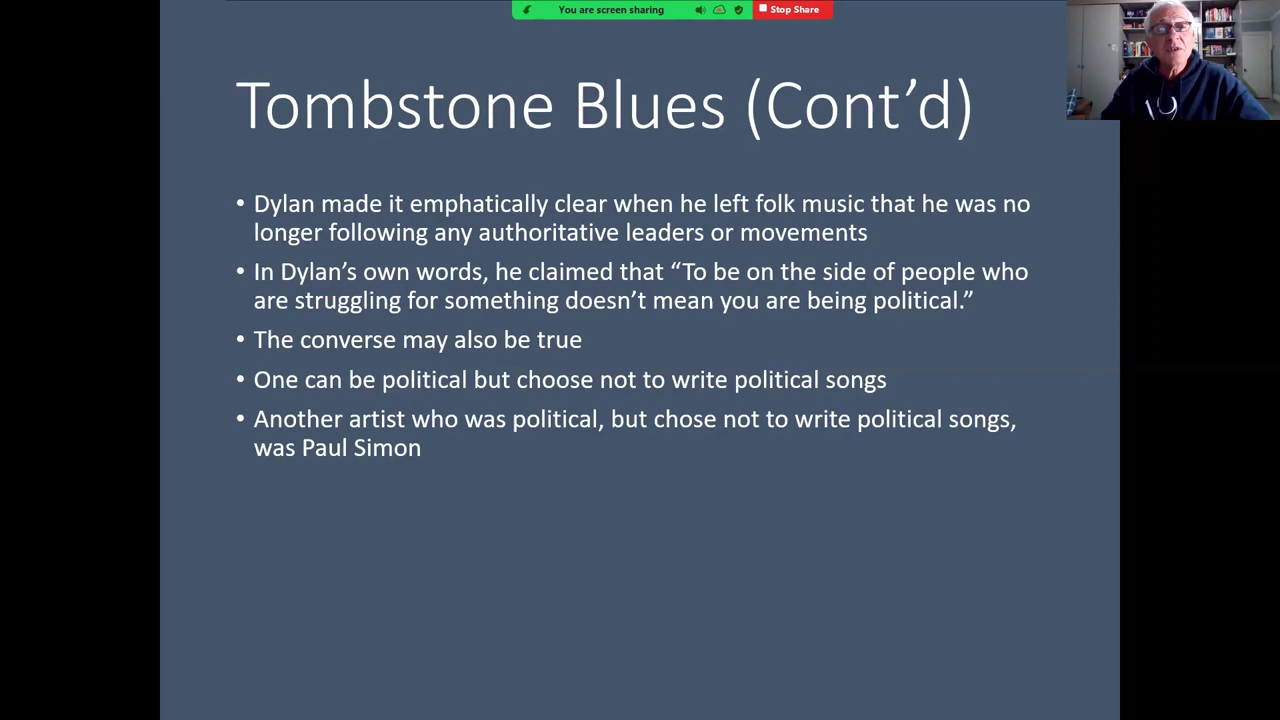 You are screen sharing
Stop Share
Tombstone Blues (Cont’d)
• Dylan made it emphatically clear when he left folk music that he was no
longer following any authoritative leaders or movements
• In Dylan’s own words, he claimed that “To be on the side of people who
are struggling for something doesn’t mean you are being political.”
• The converse may also be true
• One can be political but choose not to write political songs
• Another artist who was political, but chose not to write political songs,
was Paul Simon